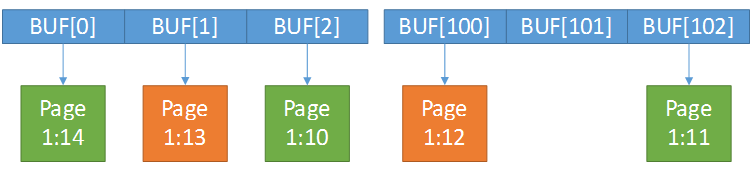 BUF[0] BUF[1] BUF[2] BUF[100] BUF[101] BUF[102]
Page Page Page Page Page
1:14 1:13 1:10 1:12 1:11